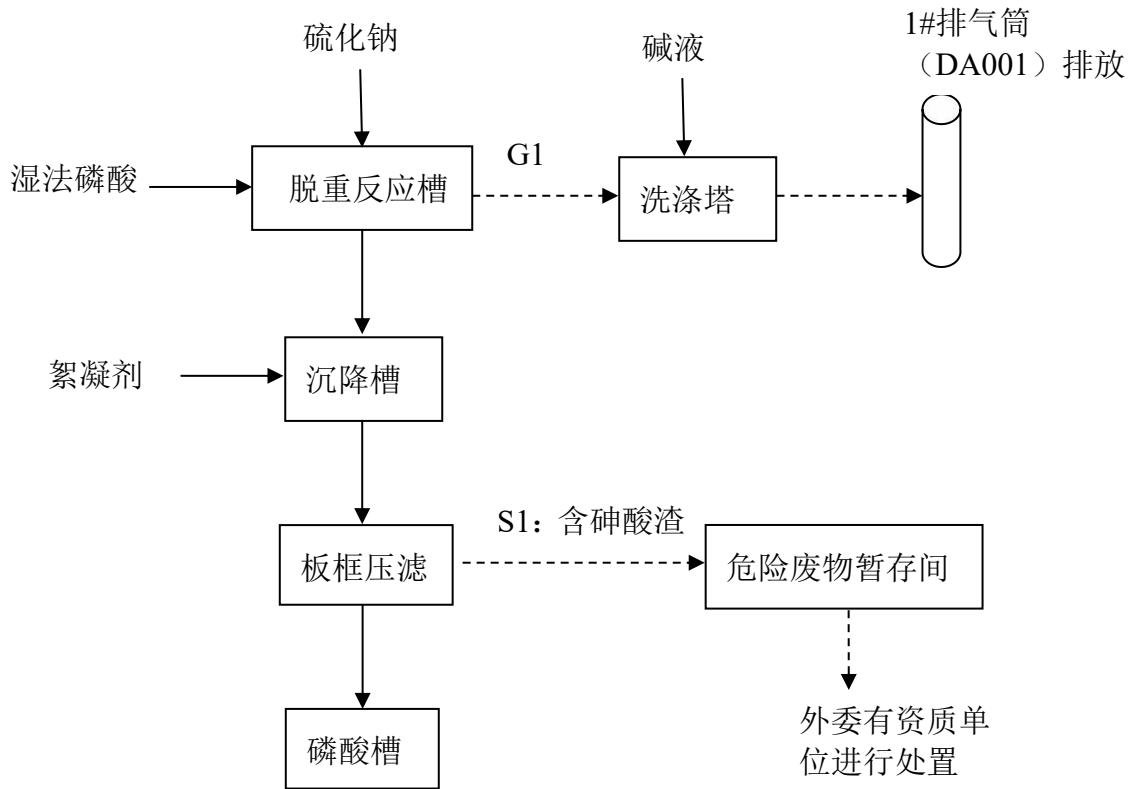 硫化钠
碱液
1#排气筒
（DA001）排放
湿法磷酸
脱重反应槽
G1
洗涤塔
絮凝剂
沉降槽
板框压滤
S1：含砷酸渣
危险废物暂存间
磷酸槽
外委有资质单
位进行处置